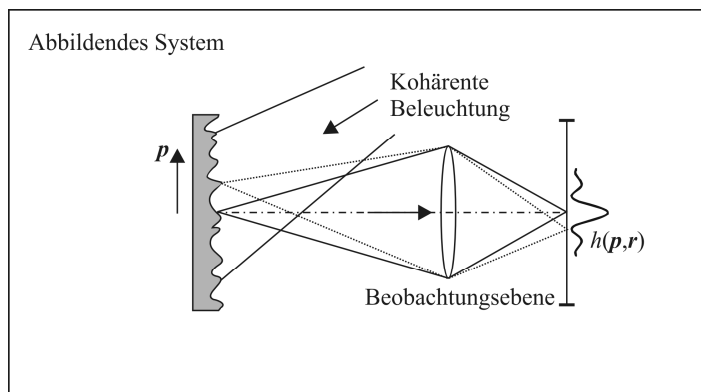 Abbildendes System
Kohärente
Beleuchtung
p
h(p,r)
Beobachtungsebene